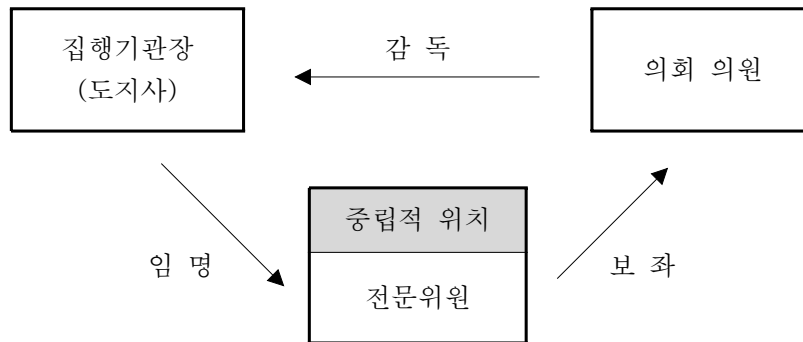 집행기관장
(도지사)
감 독
의회 의원
중립적 위치
임 명
보 좌
전문위원